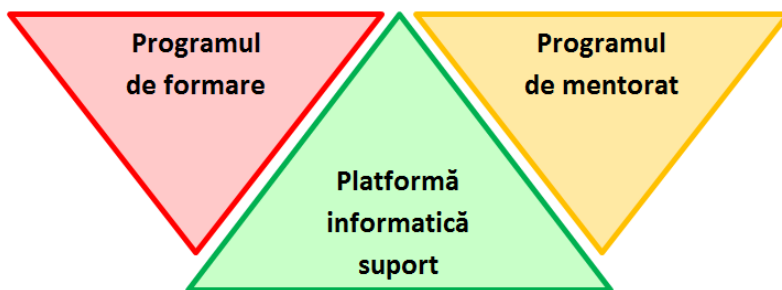 Programul
de formare
Programul
de mentorat
Platformă
informatică
suport